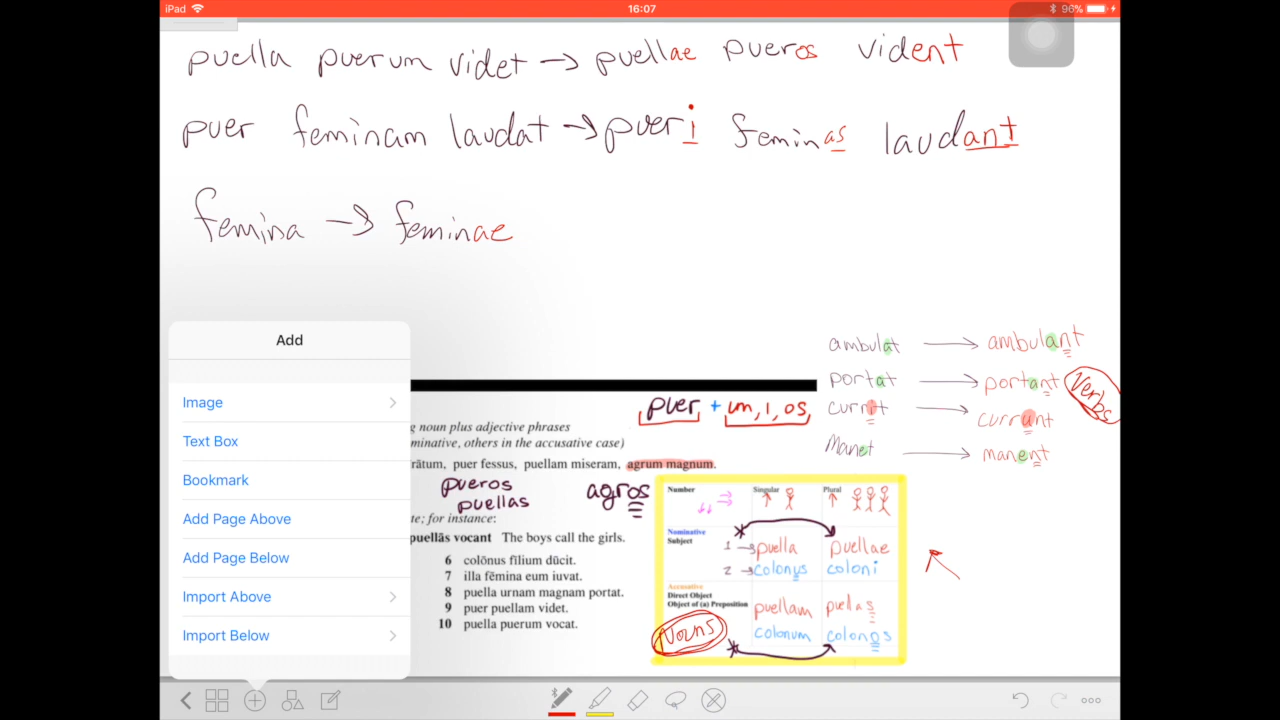 iPad 16:07 96%
puella puerum videt → puellae pueros vident
puer feminam laudat → pueri feminas laudant
femina → feminae
Add
Image
Text Box
Bookmark
Add Page Above
Add Page Below
Import Above
Import Below
ambulat → ambulant
portat → portant
currit → currunt
Manet → manent
Verbs
puer + um, i, os,
g noun plus adjective phrases
minative, others in the accusative case)
rātum, puer fessus, puellam miseram, agrum magnum.
pueros
puellas
agros
te; for instance:
puellās vocant The boys call the girls.
6 colōnus fīlium dūcit.
7 illa fēmina eum iuvat.
8 puella urnam magnam portat.
9 puer puellam videt.
10 puella puerum vocat.
Number Singular Plural
Nominative
Subject
1 → puella puellae
2 → colonus coloni
Accusative
Direct Object
Object of (a) Preposition
puellam puellas
colonum colonos
Nouns